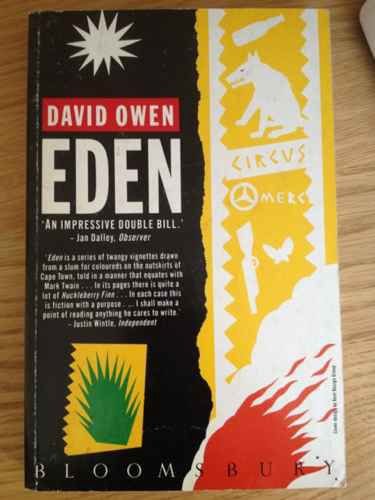 DAVID OWEN
EDEN
'AN IMPRESSIVE DOUBLE BILL.'
– Jan Dalley, Observer
'Eden is a series of twangy vignettes drawn
from a slum for coloureds on the outskirts of
Cape Town, told in a manner that equates with
Mark Twain . . . In its pages there is quite a
lot of Huckleberry Finn . . . In each case this
is fiction with a purpose . . . I shall make a
point of reading anything he cares to write.'
– Justin Wintle, Independent
CIRCUS
MERC
BLOOMSBURY